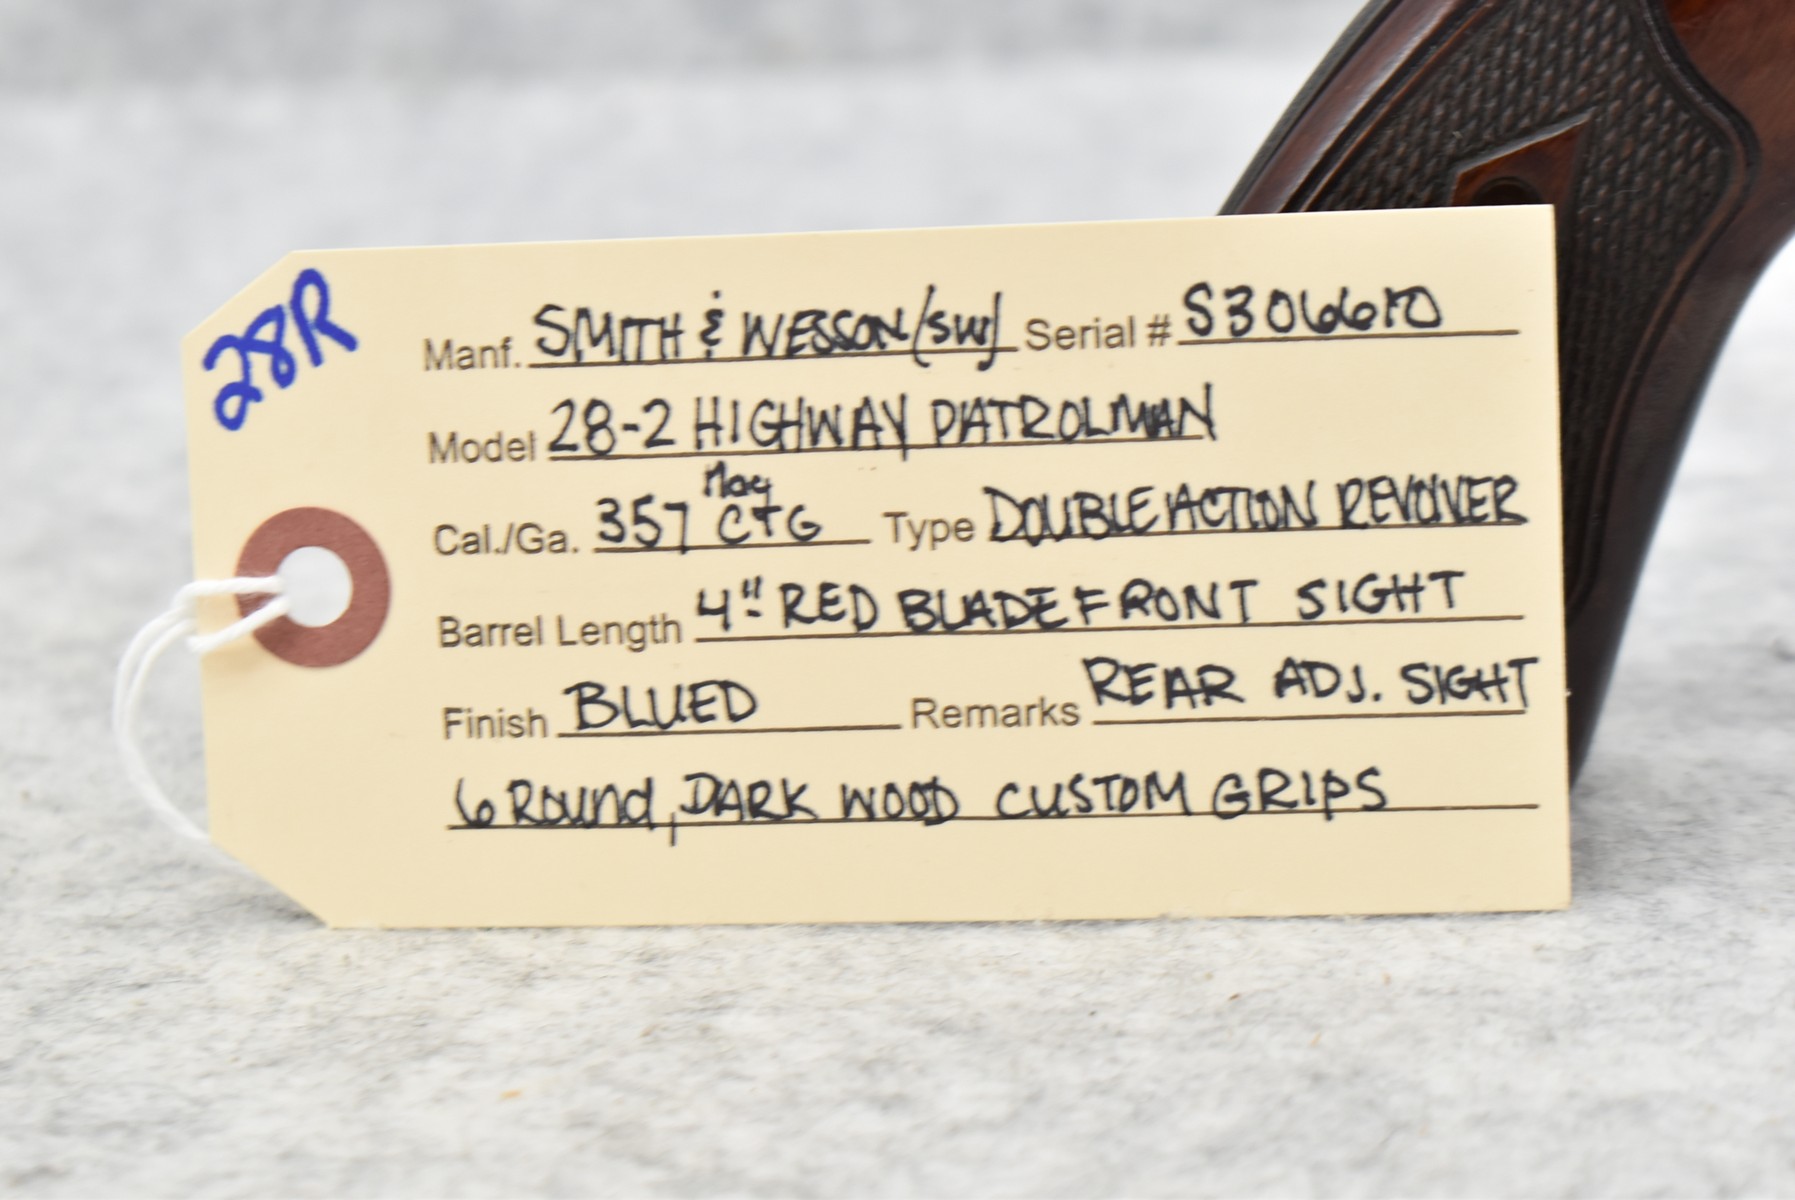 28R
Manf. SMITH & WESSON (SW) Serial # S306610
Model 28-2 HIGHWAY PATROLMAN
Mag
Cal./Ga. 357 CTG Type DOUBLE ACTION REVOLVER
Barrel Length 4" RED BLADE FRONT SIGHT
Finish BLUED Remarks REAR ADJ. SIGHT
6 Round, DARK WOOD CUSTOM GRIPS